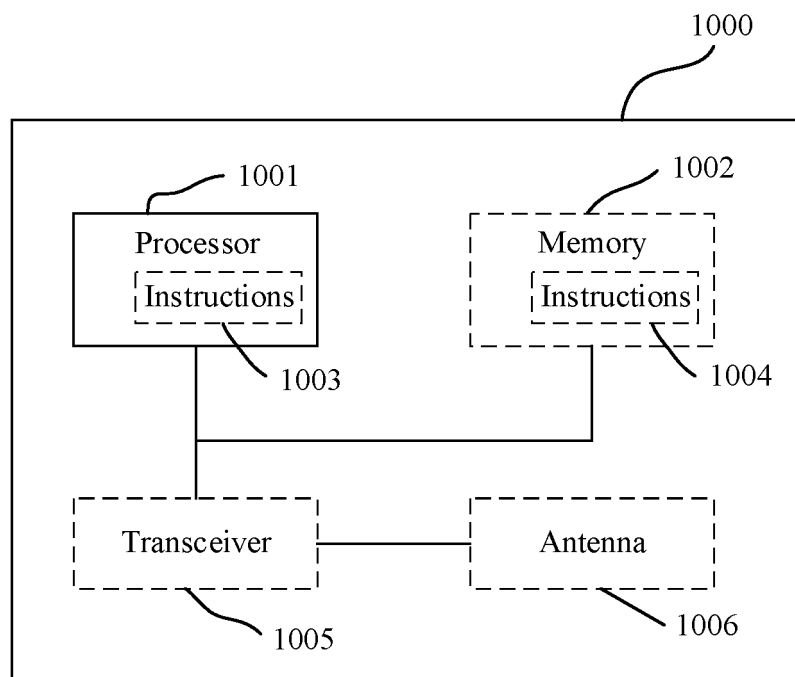 1000
1001
1002
Processor
Memory
Instructions
Instructions
1003
1004
Transceiver
Antenna
1005
1006